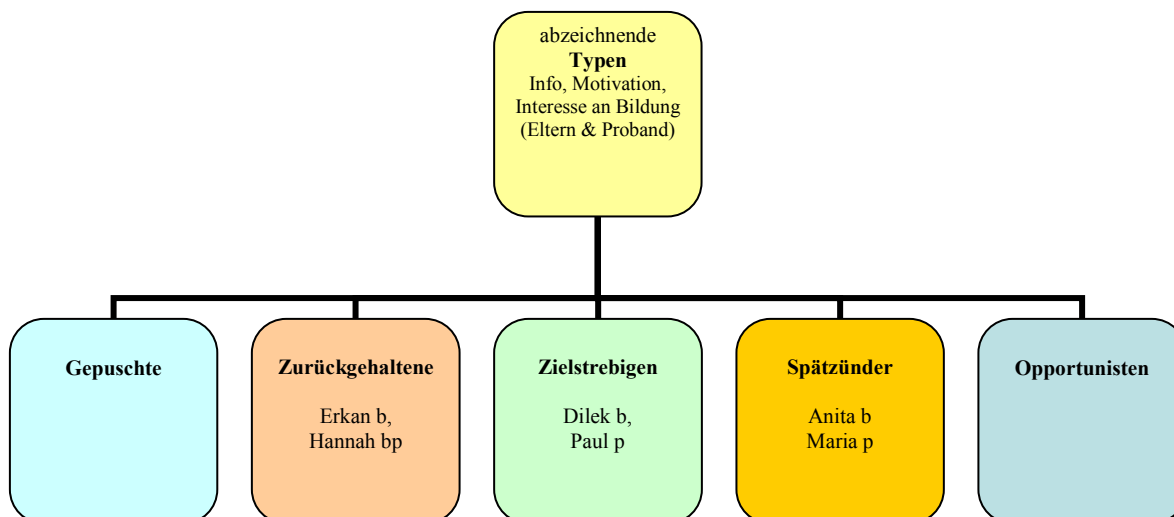 abzeichnende
Typen
Info, Motivation,
Interesse an Bildung
(Eltern & Proband)
Gepuschte
Zurückgehaltene
Erkan b,
Hannah bp
Zielstrebigen
Dilek b,
Paul p
Spätzünder
Anita b
Maria p
Opportunisten